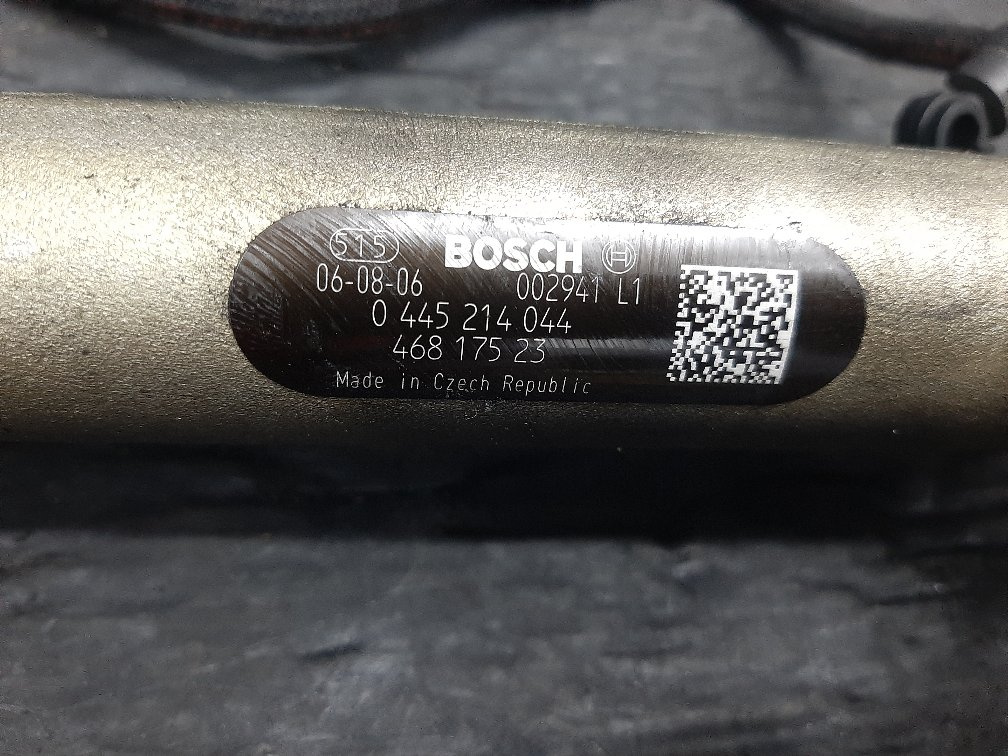 515 BOSCH
06-08-06 002941 L1
0 445 214 044
468 175 23
Made in Czech Republic